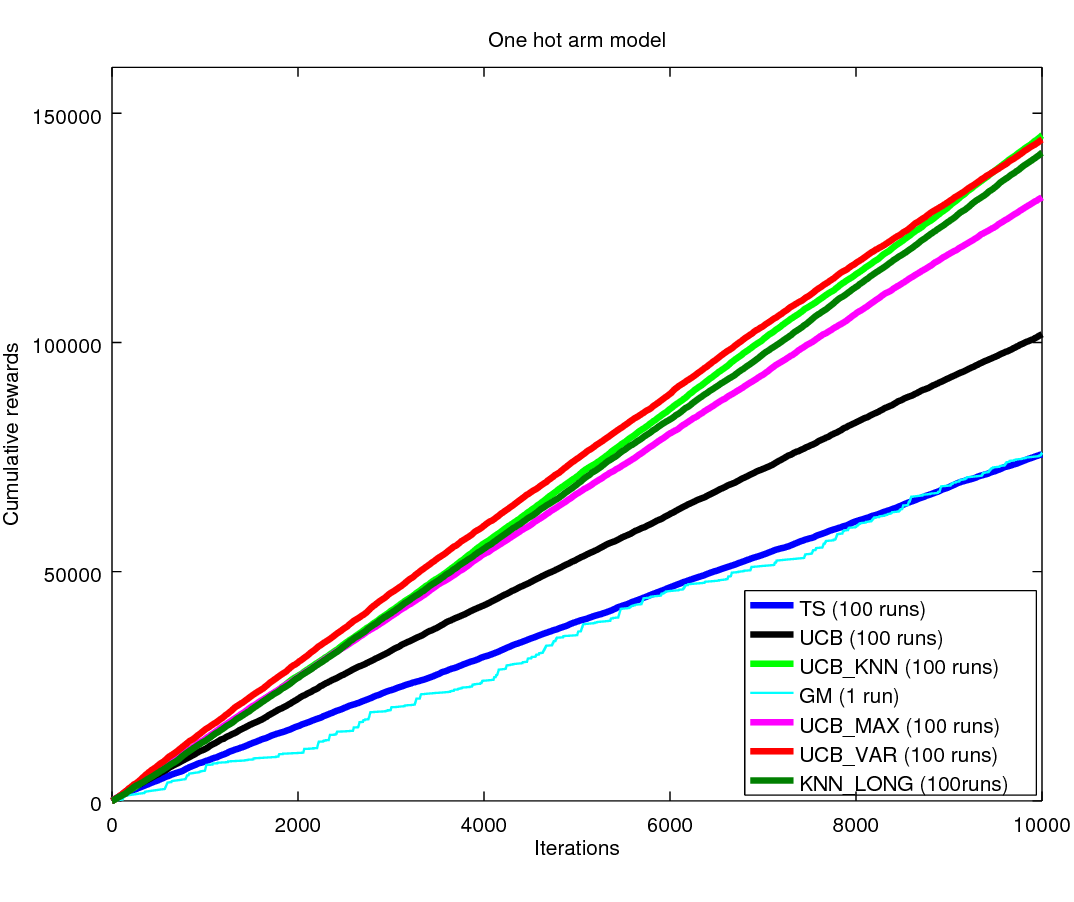 One hot arm model
150000
100000
50000
0
Cumulative rewards
TS (100 runs)
UCB (100 runs)
UCB_KNN (100 runs)
GM (1 run)
UCB_MAX (100 runs)
UCB_VAR (100 runs)
KNN_LONG (100runs)
0 2000 4000 6000 8000 10000
Iterations